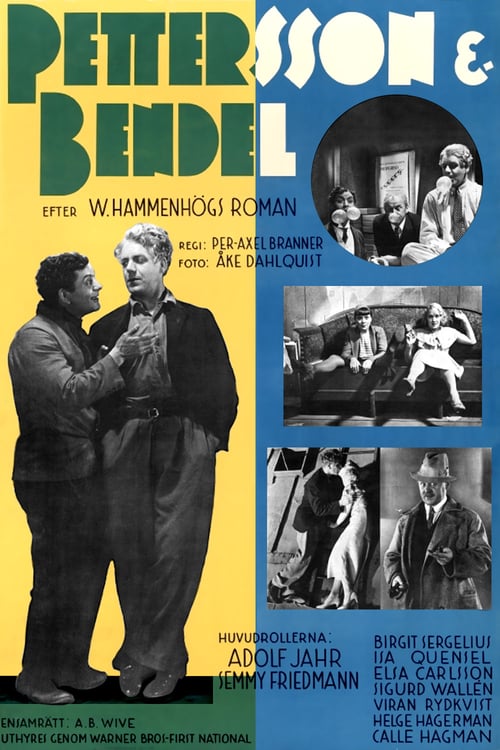 PETTERSSON &
BENDEL
EFTER W. HAMMENHÖGS ROMAN
REGI: PER-AXEL BRANNER
FOTO: ÅKE DAHLQUIST
HUVUDROLLERNA:
ADOLF JAHR
SEMMY FRIEDMANN
BIRGIT SERGELIUS
ISA QUENSEL
ELSA CARLSSON
SIGURD WALLÉN
VIRAN RYDKVIST
HELGE HAGERMAN
CALLE HAGMAN
ENSAMRÄTT: A.B. WIVE
UTHYRES GENOM WARNER BROS-FIRST NATIONAL